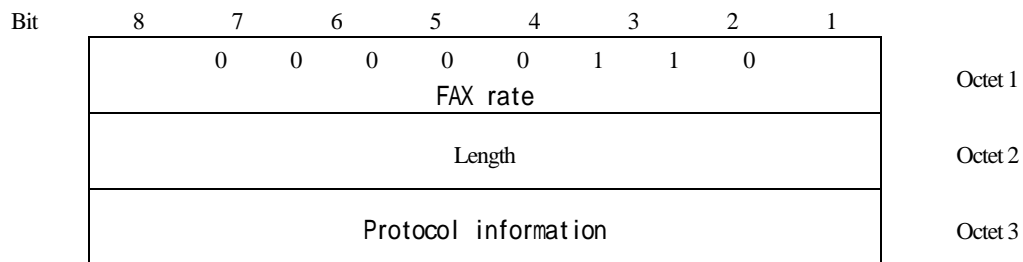 Bit 8 7 6 5 4 3 2 1
0 0 0 0 0 1 1 0
FAX rate
Octet 1
Length Octet 2
Protocol information Octet 3